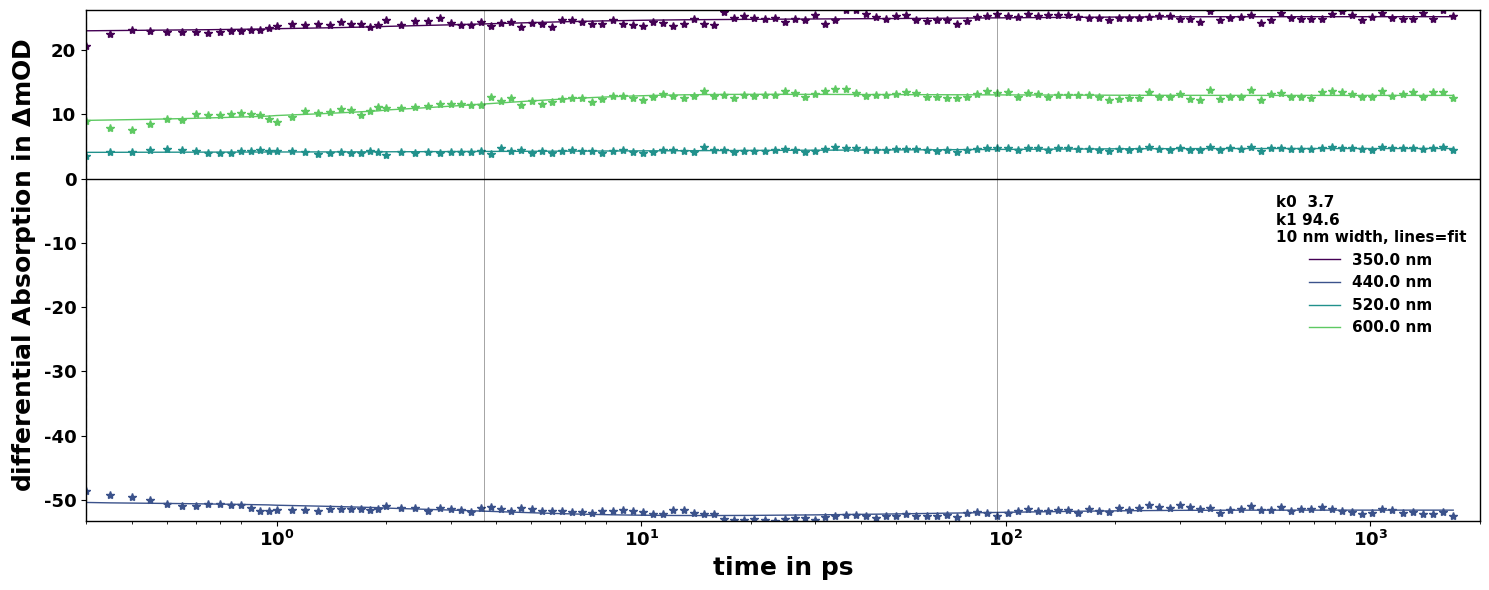 differential Absorption in ΔmOD
20
10
0
-10
-20
-30
-40
-50
k0  3.7
k1 94.6
10 nm width, lines=fit
350.0 nm
440.0 nm
520.0 nm
600.0 nm
10⁰
10¹
10²
10³
time in ps